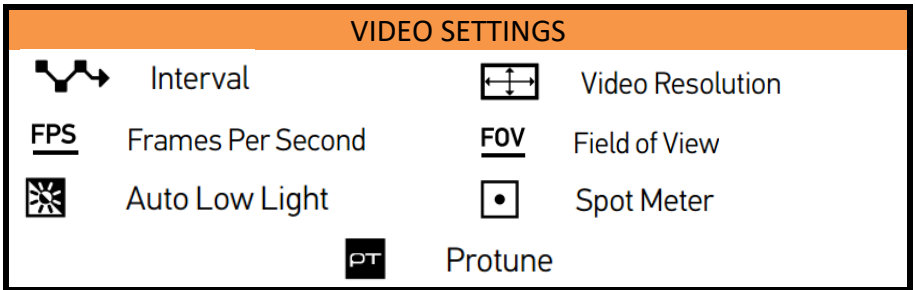 VIDEO SETTINGS
Interval
Video Resolution
FPS Frames Per Second
FOV Field of View
Auto Low Light
Spot Meter
PT Protune